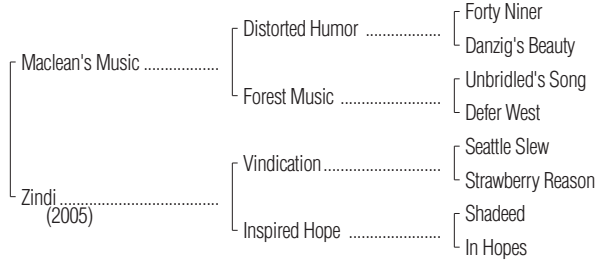 Forty Niner
Distorted Humor ..................
Danzig's Beauty
Maclean's Music ..................
Unbridled's Song
Forest Music ........................
Defer West
Seattle Slew
Vindication ............................
Strawberry Reason
Zindi ......................................
(2005)
Shadeed
Inspired Hope ......................
In Hopes